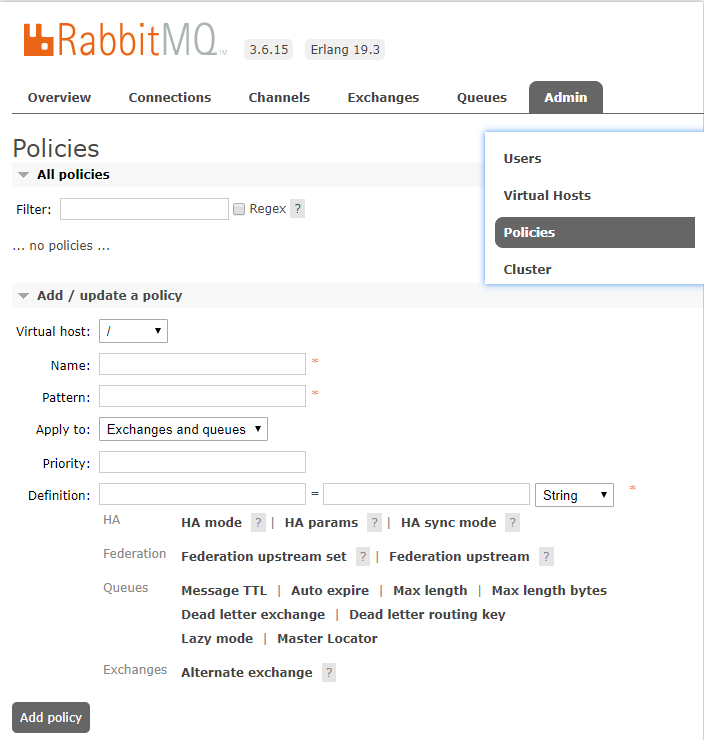 RabbitMQ TM 3.6.15 Erlang 19.3
Overview Connections Channels Exchanges Queues Admin
Policies
All policies
Users
Virtual Hosts
Policies
Cluster
Filter: Regex ?
... no policies ...
Add / update a policy
Virtual host: /
Name: *
Pattern: *
Apply to: Exchanges and queues
Priority:
Definition: = String *
HA HA mode ? | HA params ? | HA sync mode ?
Federation Federation upstream set ? | Federation upstream ?
Queues Message TTL | Auto expire | Max length | Max length bytes
Dead letter exchange | Dead letter routing key
Lazy mode | Master Locator
Exchanges Alternate exchange ?
Add policy